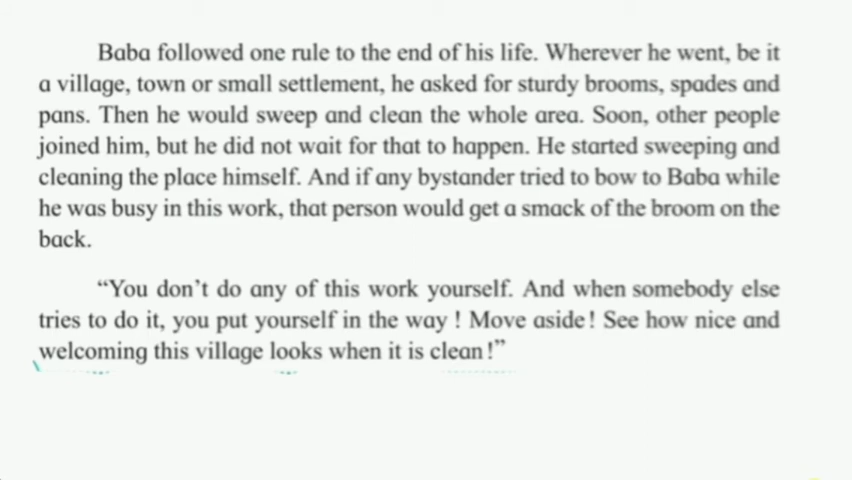 Baba followed one rule to the end of his life. Wherever he went, be it
a village, town or small settlement, he asked for sturdy brooms, spades and
pans. Then he would sweep and clean the whole area. Soon, other people
joined him, but he did not wait for that to happen. He started sweeping and
cleaning the place himself. And if any bystander tried to bow to Baba while
he was busy in this work, that person would get a smack of the broom on the
back.
“You don’t do any of this work yourself. And when somebody else
tries to do it, you put yourself in the way ! Move aside ! See how nice and
welcoming this village looks when it is clean !”